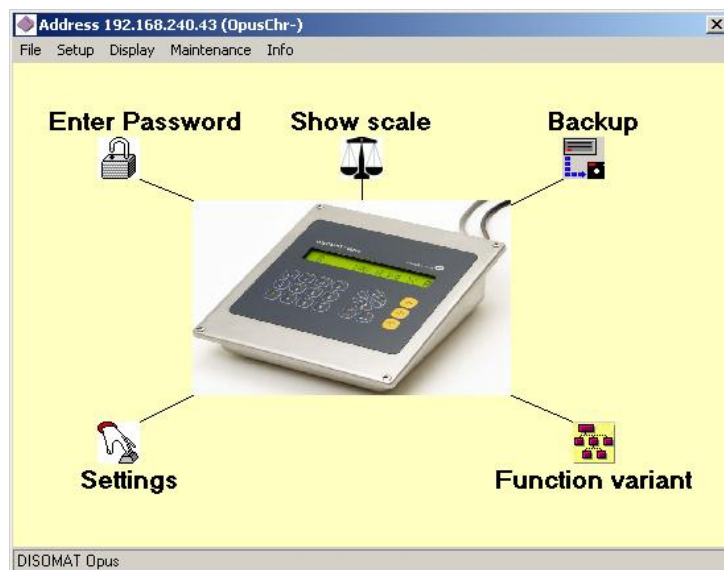 Address 192.168.240.43 (OpusChr-)
File Setup Display Maintenance Info
Enter Password Show scale Backup
Settings Function variant
DISOMAT Opus